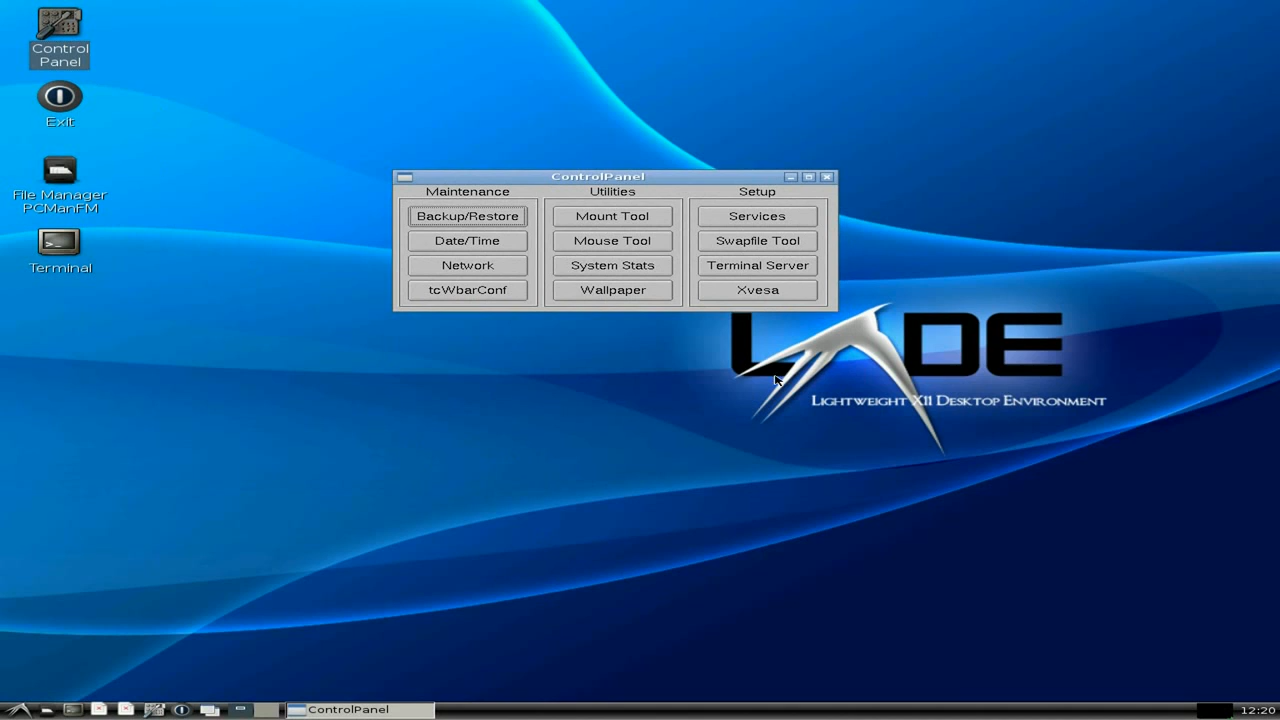 Control
Panel
Exit
File Manager
PCManFM
Terminal
ControlPanel
Maintenance
Utilities
Setup
Backup/Restore
Mount Tool
Services
Date/Time
Mouse Tool
Swapfile Tool
Network
System Stats
Terminal Server
tcWbarConf
Wallpaper
Xvesa
L DE
LIGHTWEIGHT X11 DESKTOP ENVIRONMENT
ControlPanel
12:20